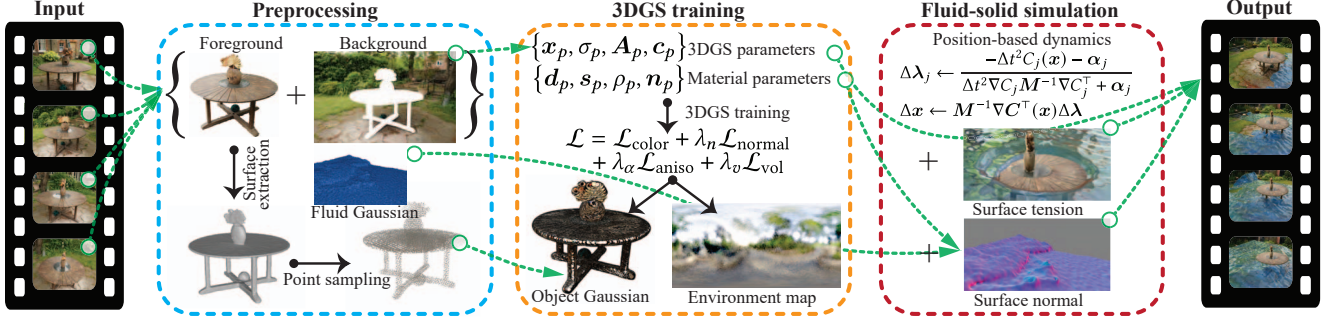 Input
Preprocessing
3DGS training
Fluid-solid simulation
Output
Foreground
Background
+
Surface
extraction
Fluid Gaussian
Point sampling
{x_p, σ_p, A_p, c_p} 3DGS parameters
{d_p, s_p, ρ_p, n_p} Material parameters
3DGS training
ℒ = ℒ_color + λ_n ℒ_normal
+ λ_α ℒ_aniso + λ_v ℒ_vol
Object Gaussian
Environment map
Position-based dynamics
Δλ_j ← (−Δt² C_j(x) − α_j) / (Δt² ∇C_j M⁻¹ ∇C_j^⊤ + α_j)
Δx ← M⁻¹ ∇C^⊤(x)Δλ
+
Surface tension
+
Surface normal